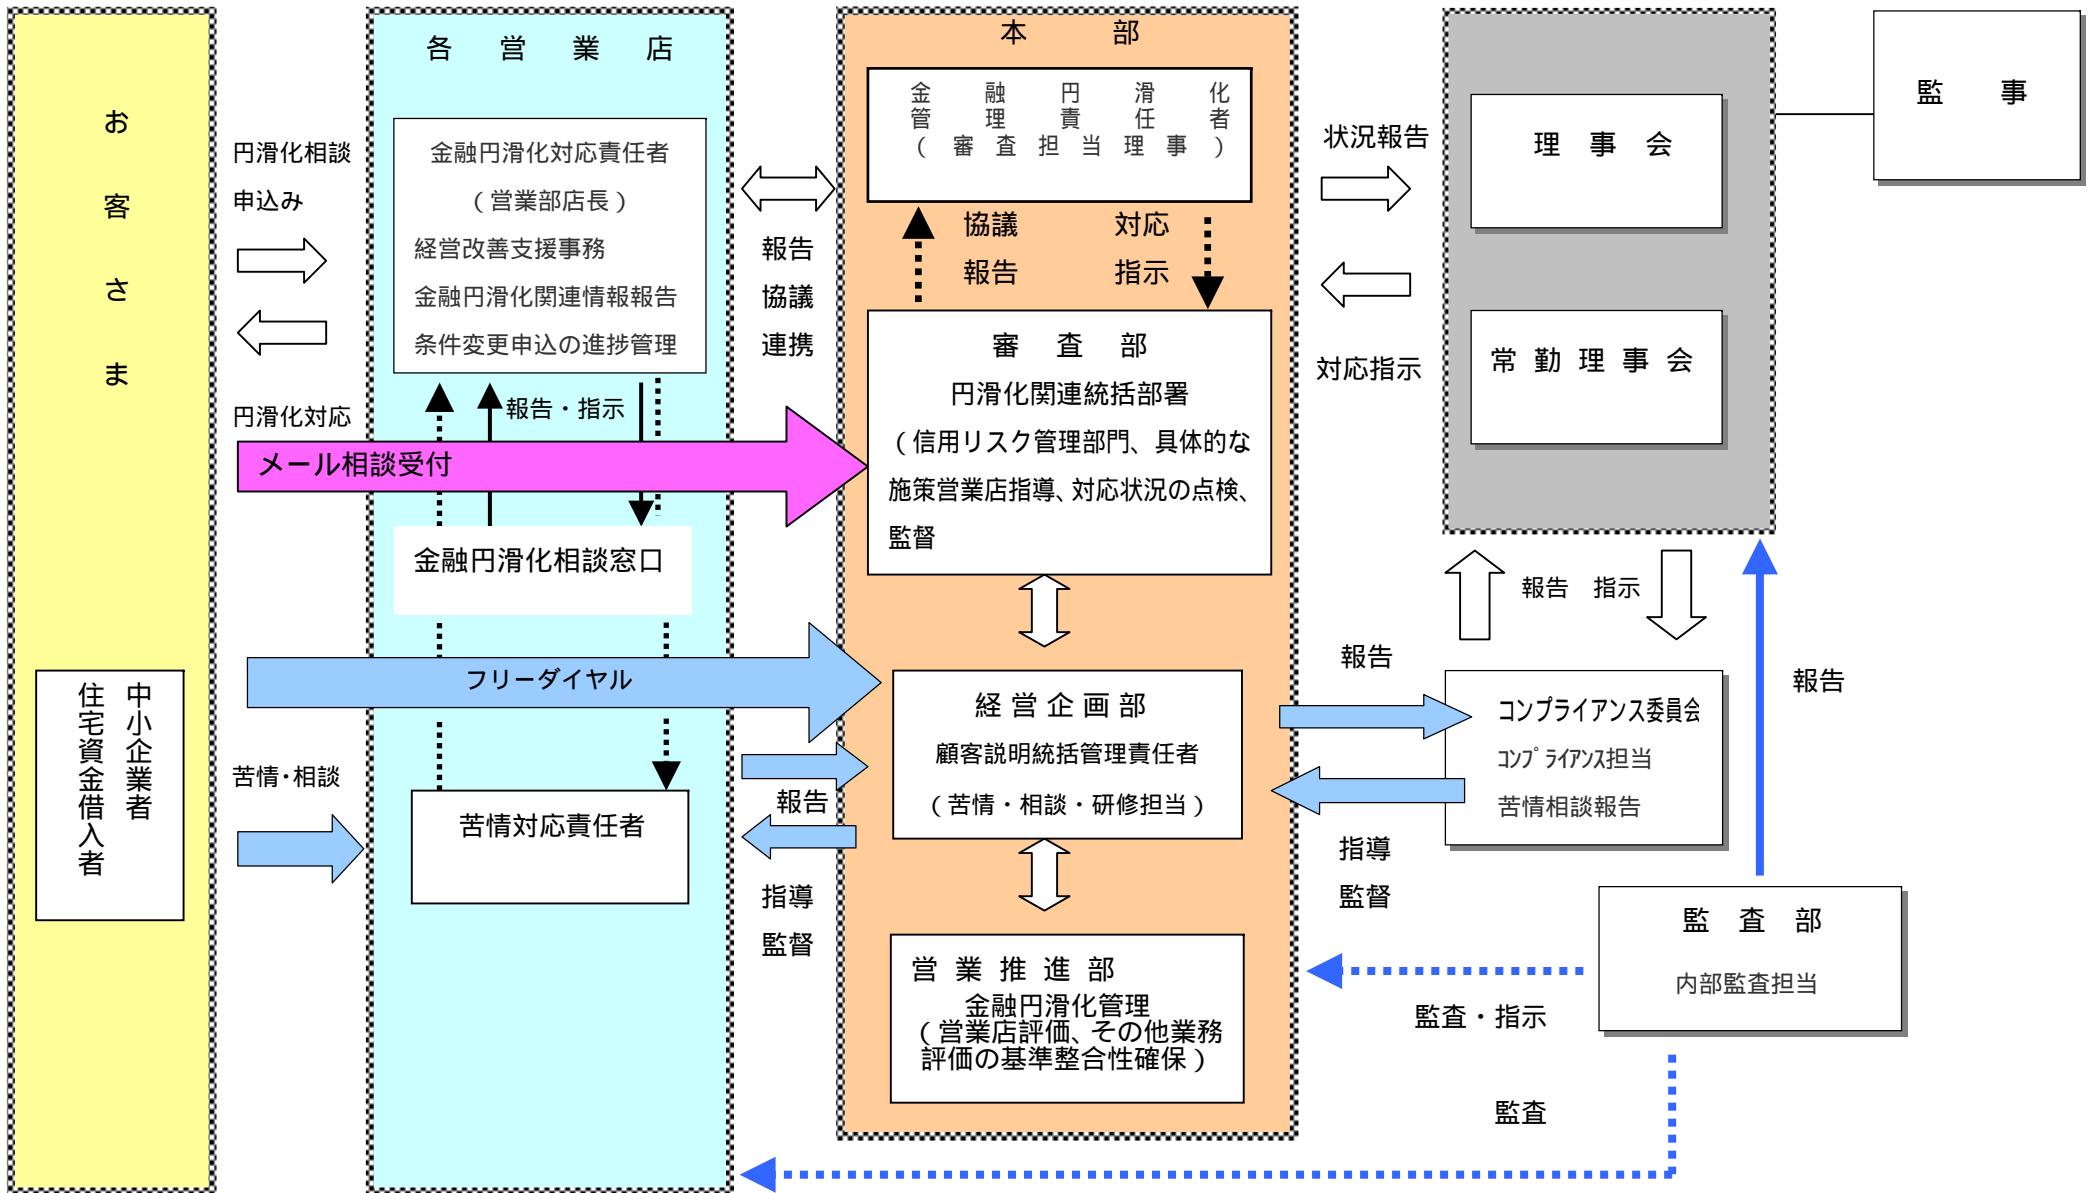 お客さま
中小企業者
住宅資金借入者
円滑化相談
申込み
円滑化対応
メール相談受付
フリーダイヤル
苦情・相談
各営業店
金融円滑化対応責任者
（営業部店長）
経営改善支援事務
金融円滑化関連情報報告
条件変更申込の進捗管理
報告・指示
金融円滑化相談窓口
苦情対応責任者
報告
協議
連携
報告
指導
監督
本部
金融円滑化
管理責任者
（審査担当理事）
協議
報告
対応
指示
審査部
円滑化関連統括部署
（信用リスク管理部門、具体的な
施策営業店指導、対応状況の点検、
監督
経営企画部
顧客説明統括管理責任者
（苦情・相談・研修担当）
営業推進部
金融円滑化管理
（営業店評価、その他業務
評価の基準整合性確保）
状況報告
対応指示
理事会
常勤理事会
監事
報告 指示
報告
コンプライアンス委員会
コンプライアンス担当
苦情相談報告
指導
監督
報告
監査部
内部監査担当
監査・指示
監査